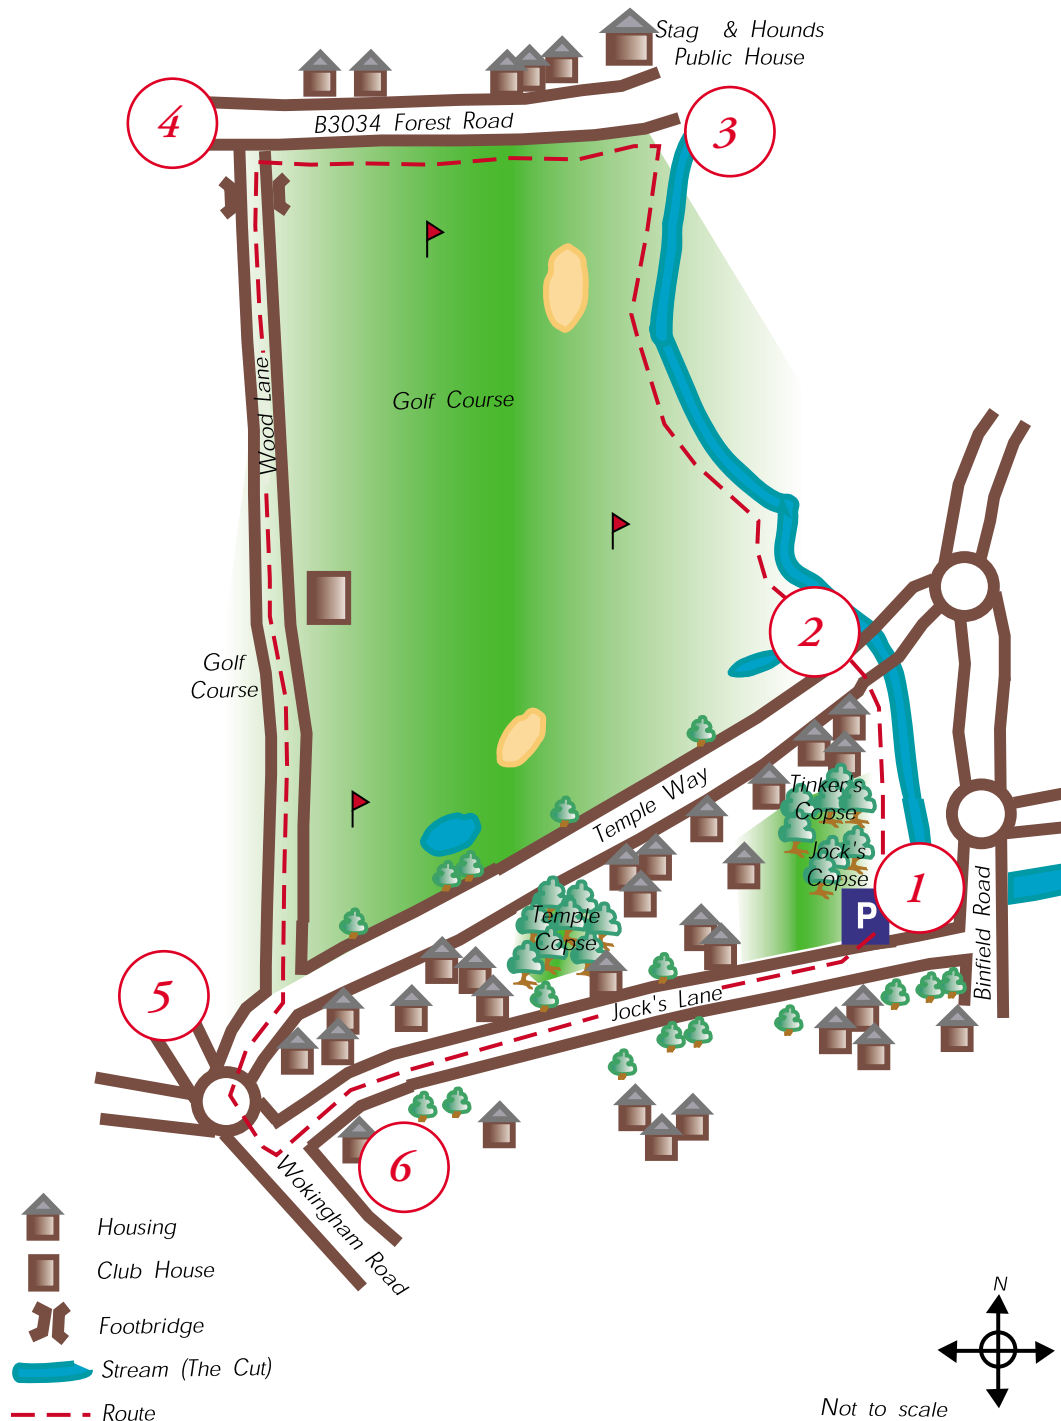 Stag & Hounds
Public House
4
B3034 Forest Road
3
Wood Lane
Golf Course
2
Golf
Course
Temple Way
Tinker's
Copse
Jock's
Copse
1
P
Temple
Copse
Binfield Road
5
Jock's Lane
6
Wokingham Road
Housing
Club House
Footbridge
Stream (The Cut)
Route
N
Not to scale